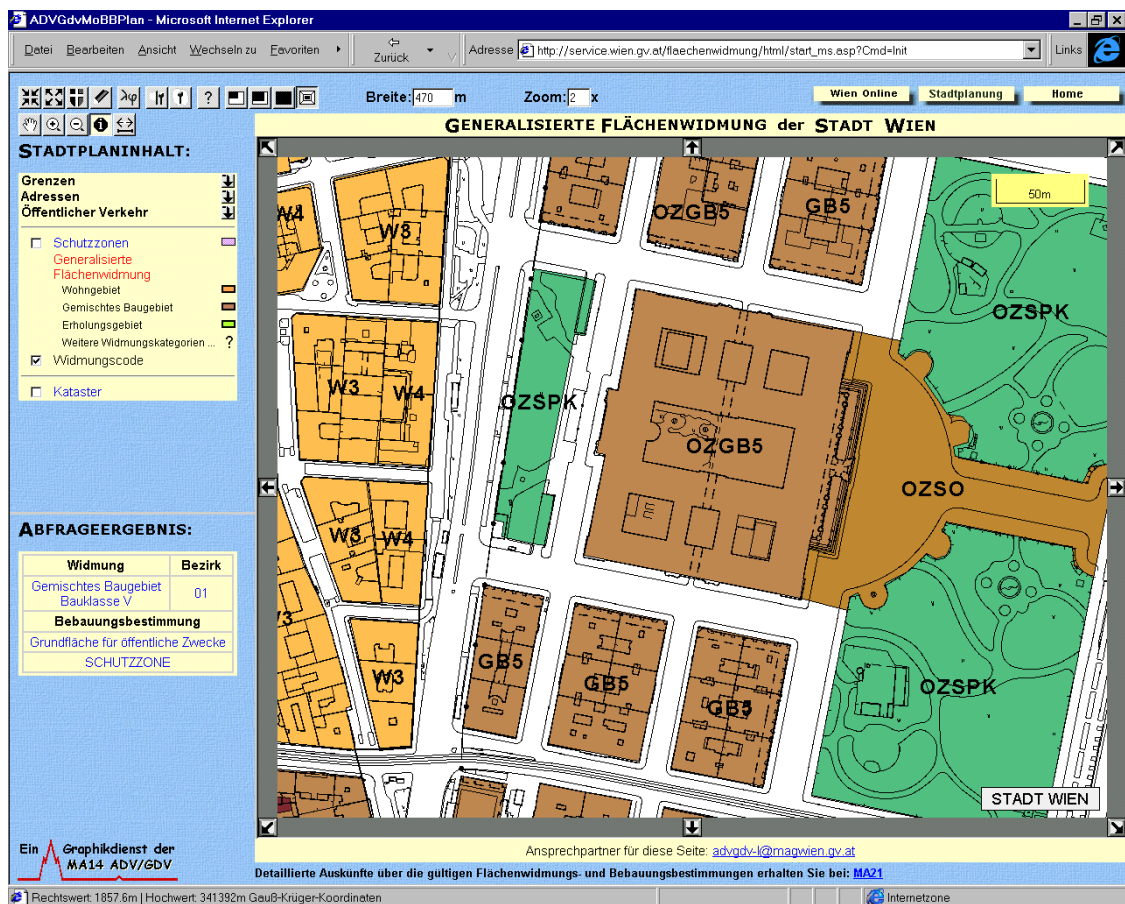 ADVGdvMoBBPlan - Microsoft Internet Explorer
Datei Bearbeiten Ansicht Wechseln zu Favoriten
Zurück
Adresse http://service.wien.gv.at/flaechenwidmung/html/start_ms.asp?Cmd=Init
Links
Breite: 470 m Zoom: 2 x
Wien Online Stadtplanung Home
GENERALISIERTE FLÄCHENWIDMUNG der STADT WIEN
STADTPLANINHALT:
Grenzen
Adressen
Öffentlicher Verkehr
Schutzzonen
Generalisierte
Flächenwidmung
Wohngebiet
Gemischtes Baugebiet
Erholungsgebiet
Weitere Widmungskategorien ... ?
Widmungscode
Kataster
ABFRAGEERGEBNIS:
Widmung Bezirk
Gemischtes Baugebiet
Bauklasse V
01
Bebauungsbestimmung
Grundfläche für öffentliche Zwecke
SCHUTZZONE
Ein Graphikdienst der
MA14 ADV/GDV
50m
W4
W3
OZGB5
GB5
OZSPK
W3
W4
OZSPK
OZGB5
OZSO
W3
W4
W3
GB5
GB5
GB5
W3
OZSPK
STADT WIEN
Ansprechpartner für diese Seite: advgdv-l@magwien.gv.at
Detaillierte Auskünfte über die gültigen Flächenwidmungs- und Bebauungsbestimmungen erhalten Sie bei: MA21
Rechtswert: 1857.6m | Hochwert: 341392m Gauß-Krüger-Koordinaten
Internetzone